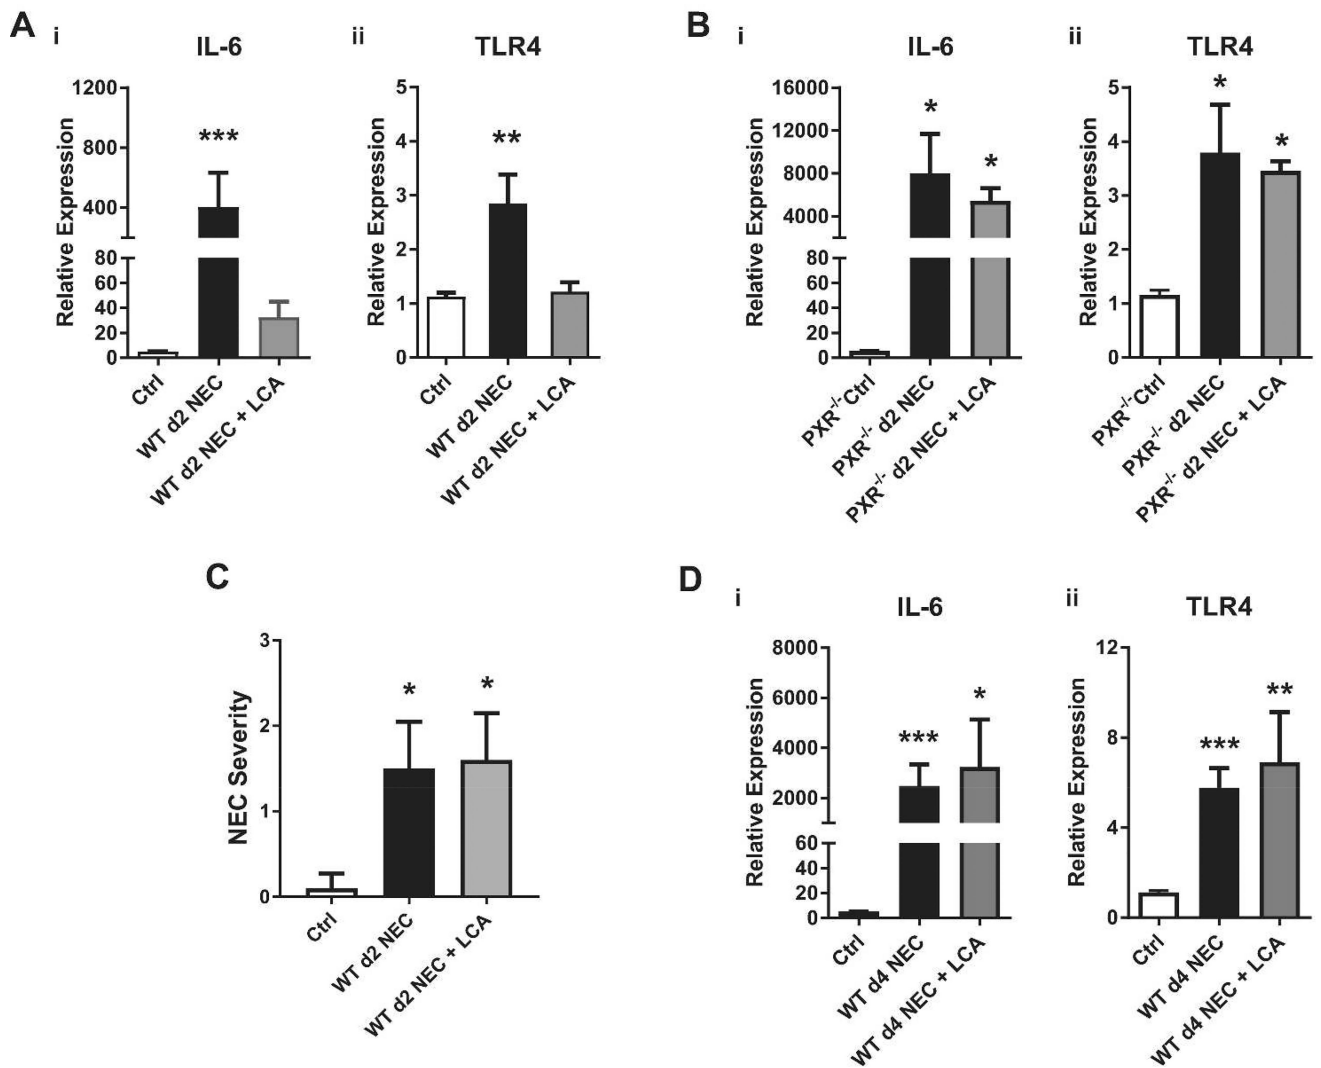 A
i
IL-6
Relative Expression
1200
800
400
80
60
40
20
0
***
Ctrl
WT d2 NEC
WT d2 NEC + LCA
ii
TLR4
Relative Expression
5
4
3
2
1
0
**
Ctrl
WT d2 NEC
WT d2 NEC + LCA
B
i
IL-6
Relative Expression
16000
12000
8000
4000
80
60
40
20
0
*
*
PXR-/- Ctrl
PXR-/- d2 NEC
PXR-/- d2 NEC + LCA
ii
TLR4
Relative Expression
5
4
3
2
1
0
*
*
PXR-/- Ctrl
PXR-/- d2 NEC
PXR-/- d2 NEC + LCA
C
NEC Severity
3
2
1
0
*
*
Ctrl
WT d2 NEC
WT d2 NEC + LCA
D
i
IL-6
Relative Expression
8000
6000
4000
2000
60
40
20
0
***
*
Ctrl
WT d4 NEC
WT d4 NEC + LCA
ii
TLR4
Relative Expression
12
8
4
0
***
**
Ctrl
WT d4 NEC
WT d4 NEC + LCA